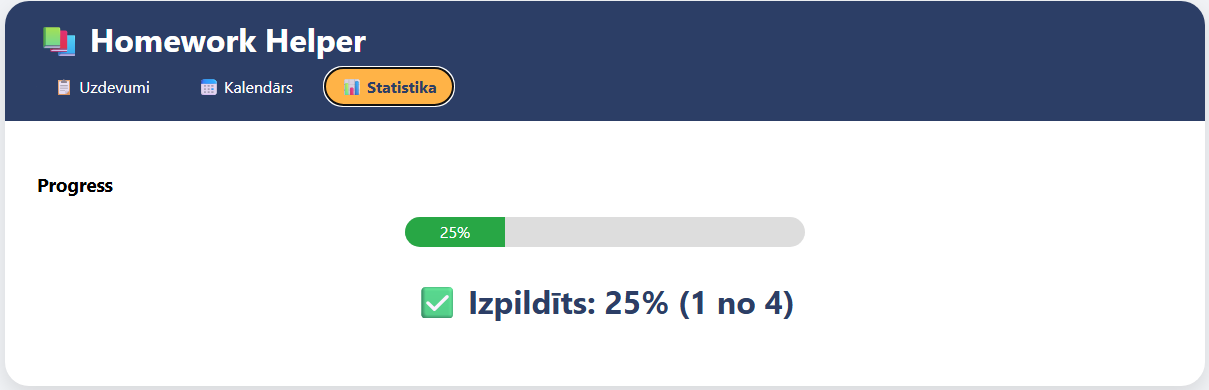 Homework Helper
Uzdevumi Kalendārs Statistika
Progress
25%
Izpildīts: 25% (1 no 4)